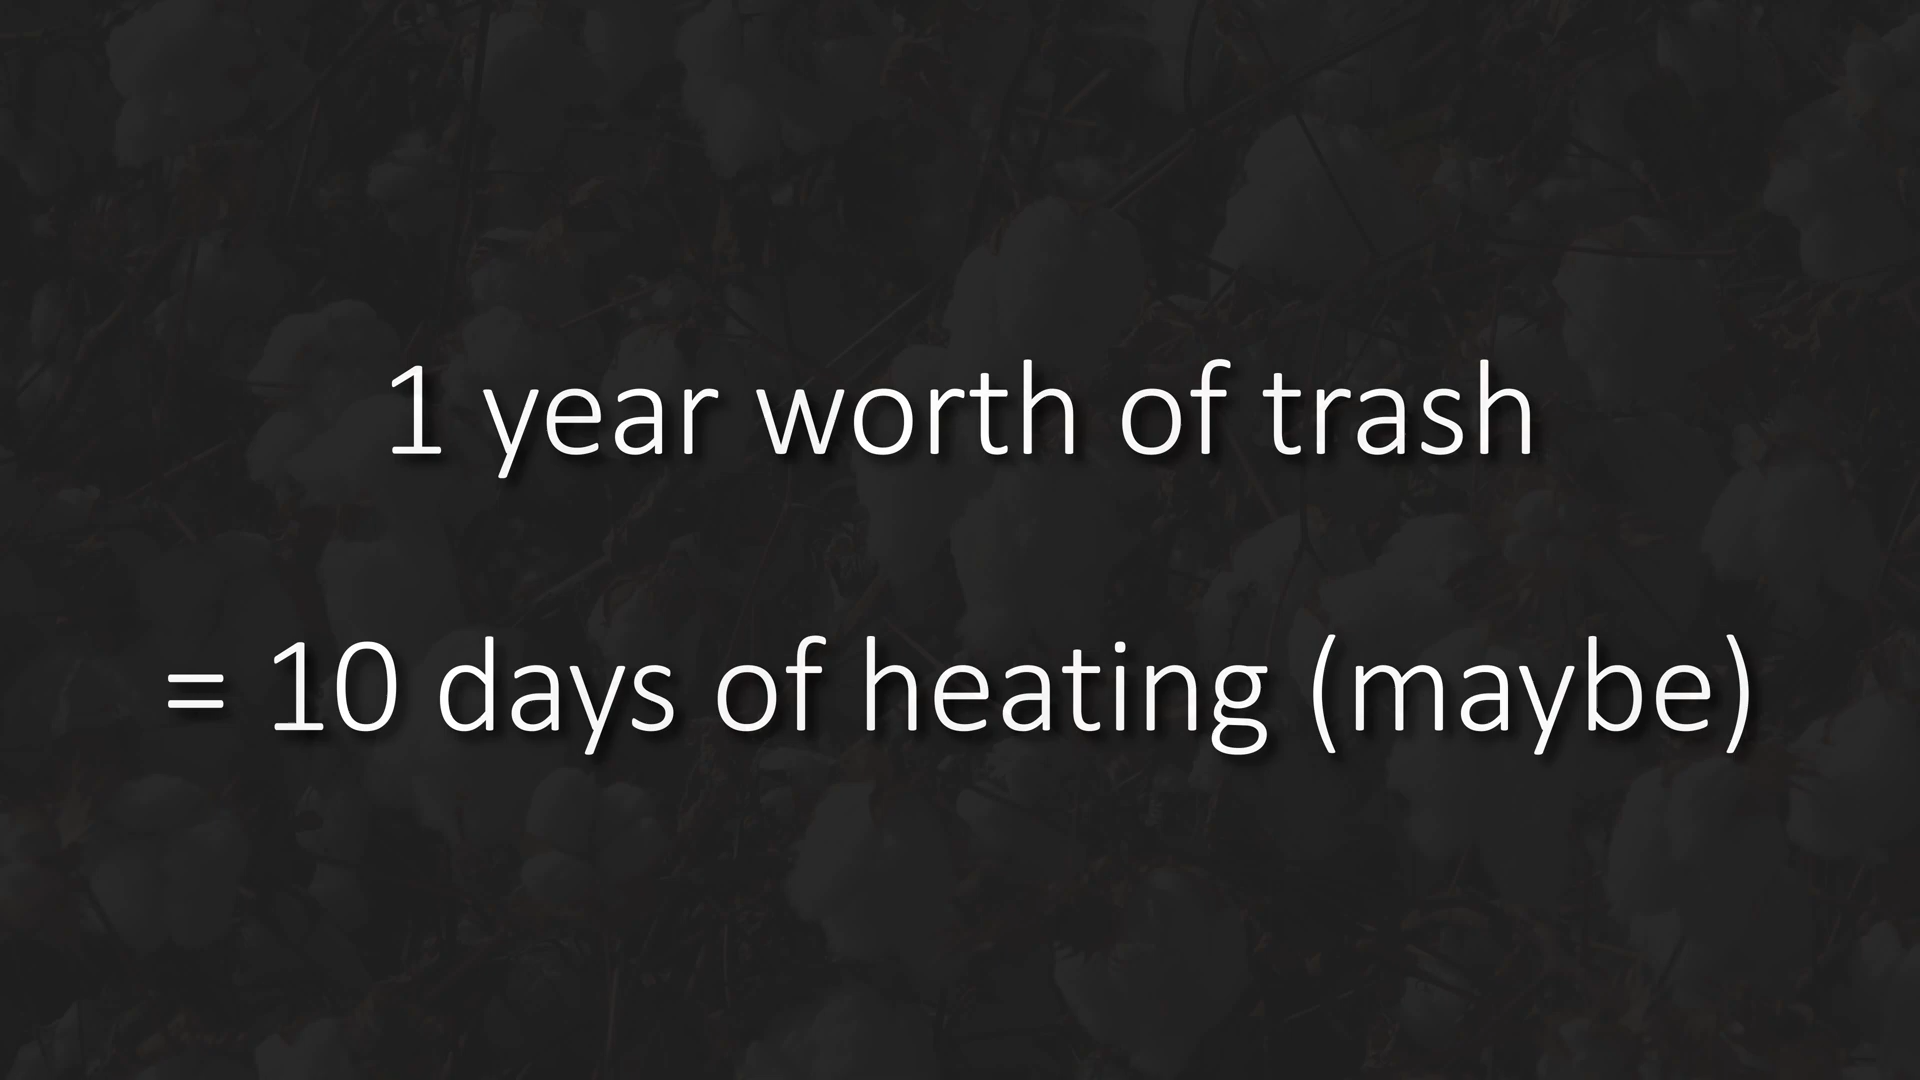 1 year worth of trash
= 10 days of heating (maybe)